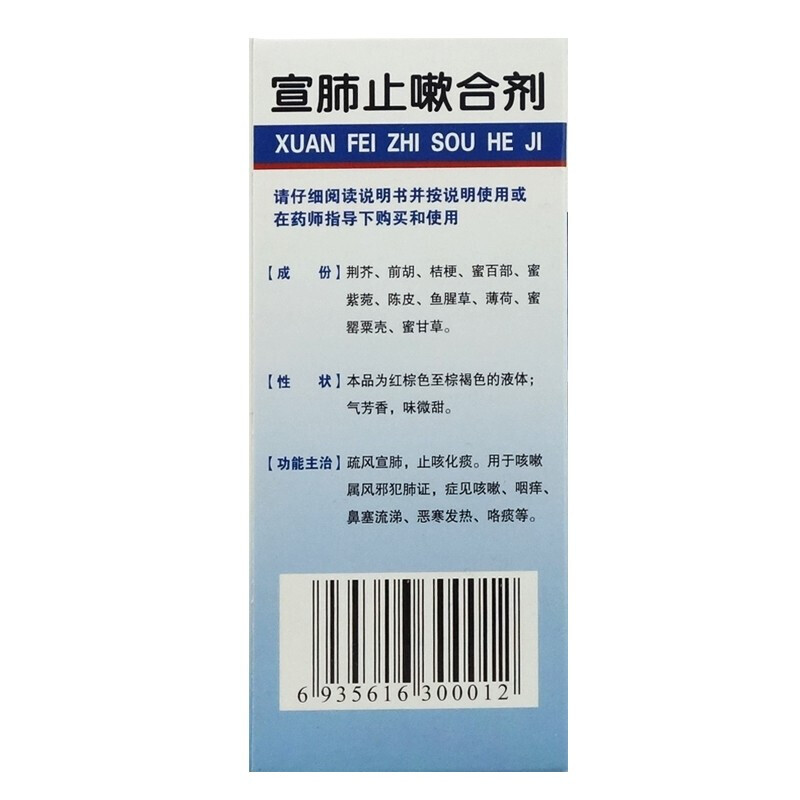 宣肺止嗽合剂
XUAN FEI ZHI SOU HE JI
请仔细阅读说明书并按说明使用或
在药师指导下购买和使用
【成 份】荆芥、前胡、桔梗、蜜百部、蜜
紫菀、陈皮、鱼腥草、薄荷、蜜
罂粟壳、蜜甘草。
【性 状】本品为红棕色至棕褐色的液体；
气芳香，味微甜。
【功能主治】疏风宣肺，止咳化痰。用于咳嗽
属风邪犯肺证，症见咳嗽、咽痒、
鼻塞流涕、恶寒发热、咯痰等。
6 935616 300012